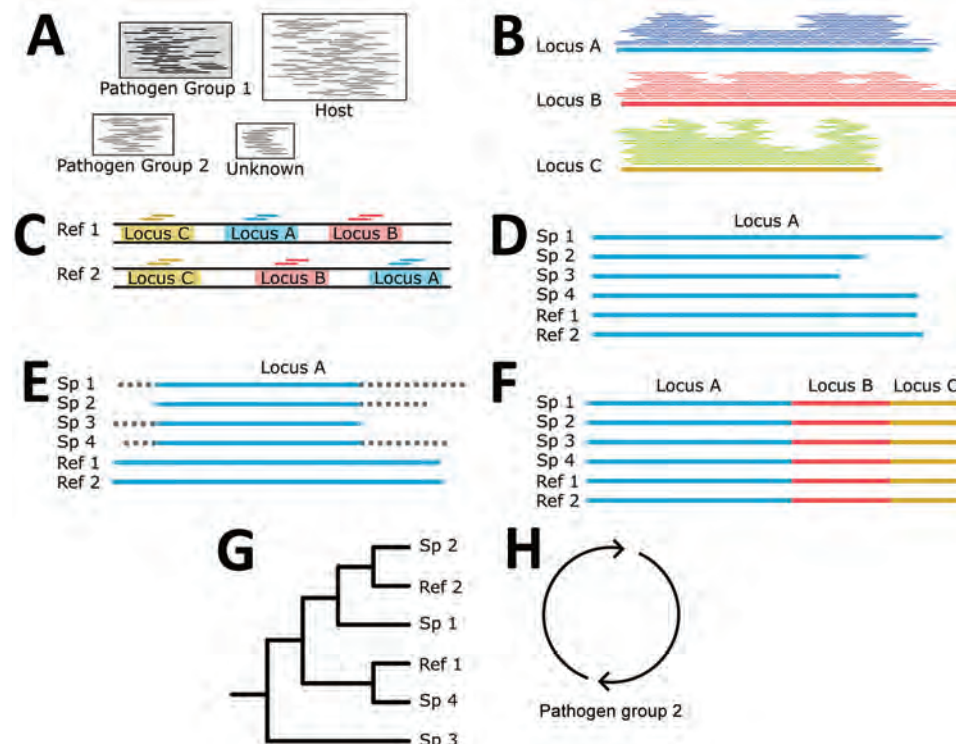 A
Pathogen Group 1
Host
Pathogen Group 2
Unknown
B
Locus A
Locus B
Locus C
C
Ref 1
Locus C
Locus A
Locus B
Ref 2
Locus C
Locus B
Locus A
D
Locus A
Sp 1
Sp 2
Sp 3
Sp 4
Ref 1
Ref 2
E
Locus A
Sp 1
Sp 2
Sp 3
Sp 4
Ref 1
Ref 2
F
Locus A Locus B Locus C
Sp 1
Sp 2
Sp 3
Sp 4
Ref 1
Ref 2
G
Sp 2
Ref 2
Sp 1
Ref 1
Sp 4
Sp 3
H
Pathogen group 2